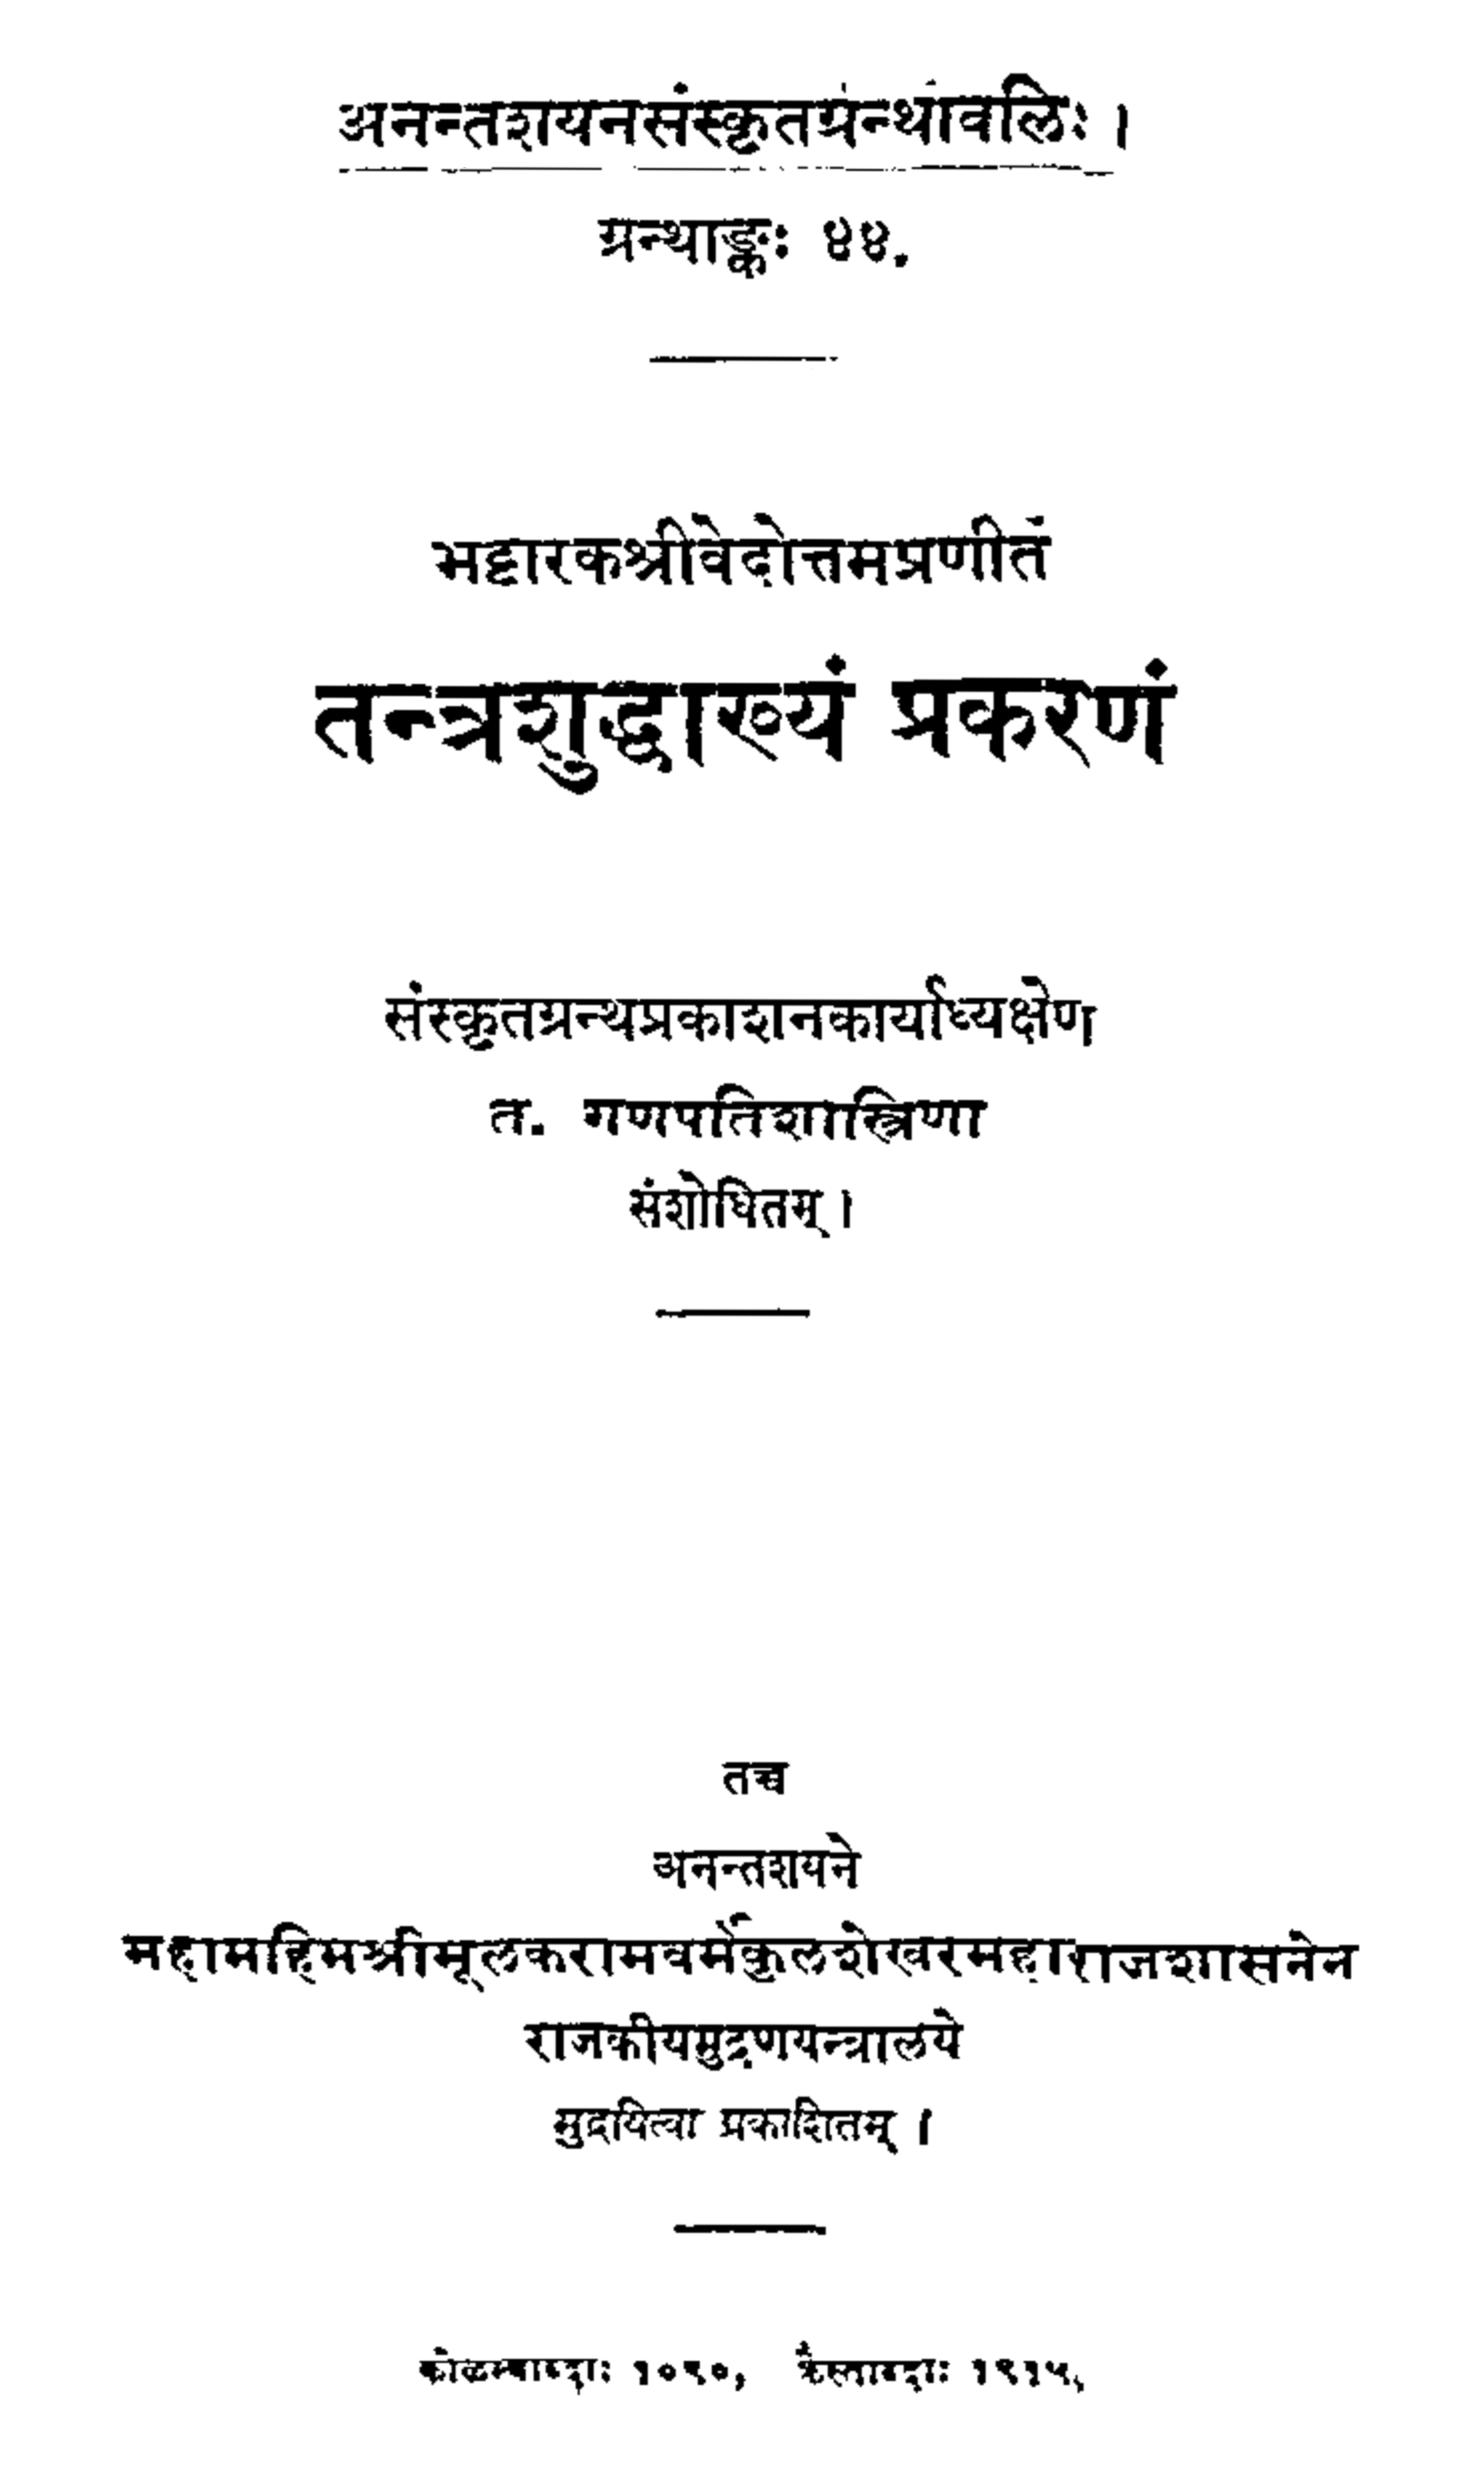 अनन्तशयनसंस्कृतग्रन्थावलिः ।
ग्रन्थाङ्कः ४४.
भट्टारकश्रीवेदोत्तमप्रणीतं
तन्त्रशुद्धाख्यं प्रकरणं
संस्कृतग्रन्थप्रकाशनकार्याध्यक्षेण
त. गणपतिशास्त्रिणा
संशोधितम् ।
तच्च
अनन्तशयने
महामहिमश्रीमूलकरामवर्मकुलशेखरमहाराजशासनेन
राजकीयमुद्रणयन्त्रालये
मुद्रयित्वा प्रकाशितम् ।
कोळम्बाब्दाः १०९०, कैस्ताब्दाः १९१५.